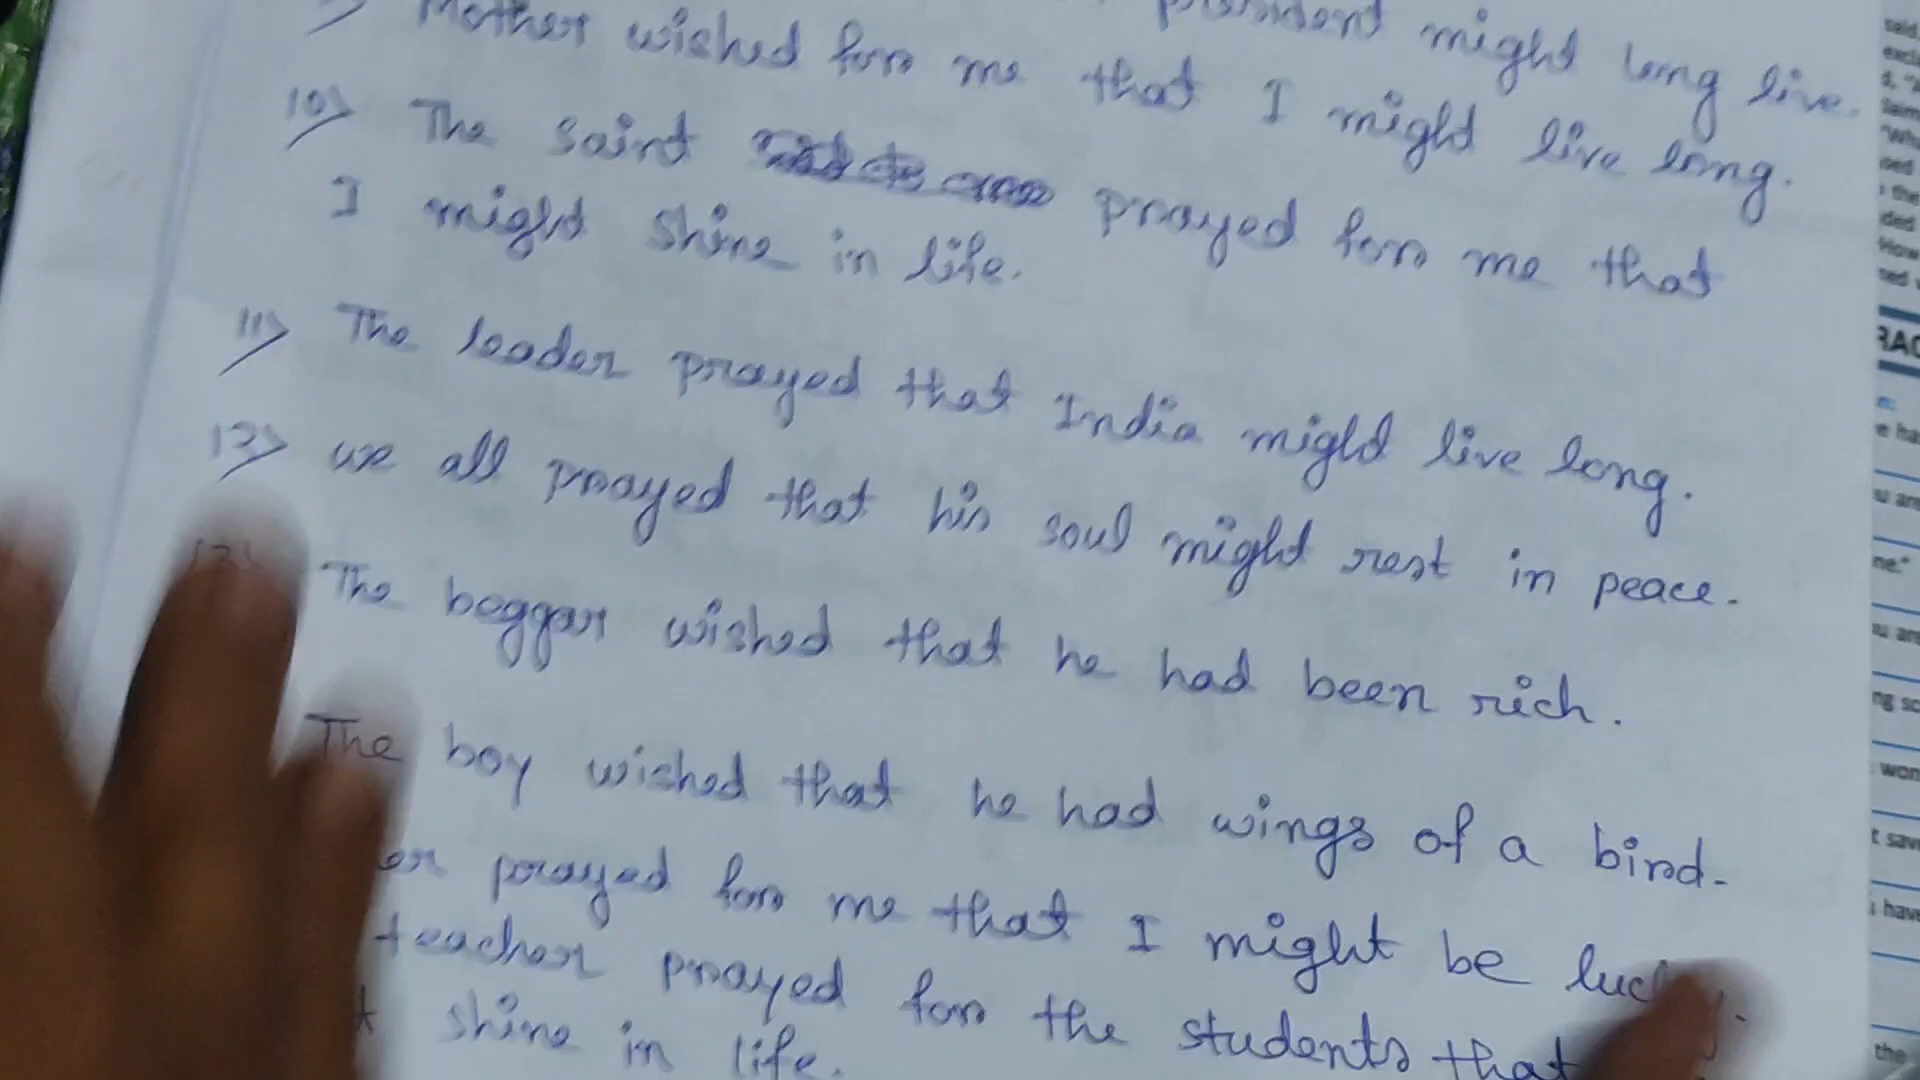 president might long live.
Mother wished for me that I might live long.
10) The saint prayed for me that
I might shine in life.
11) The leader prayed that India might live long.
12) we all prayed that his soul might rest in peace.
The beggar wished that he had been rich.
The boy wished that he had wings of a bird.
prayed for me that I might be
teacher prayed for the students that
shine in life.